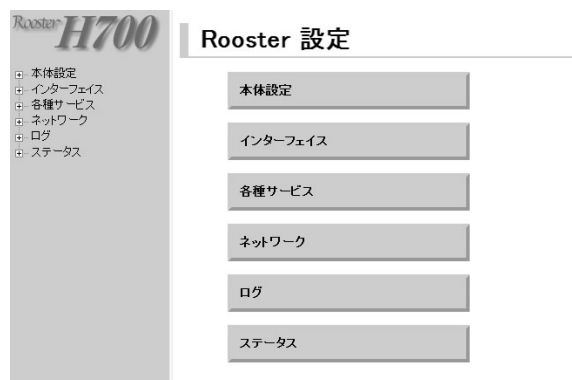 Rooster H700
本体設定
インターフェイス
各種サービス
ネットワーク
ログ
ステータス
Rooster 設定
本体設定
インターフェイス
各種サービス
ネットワーク
ログ
ステータス